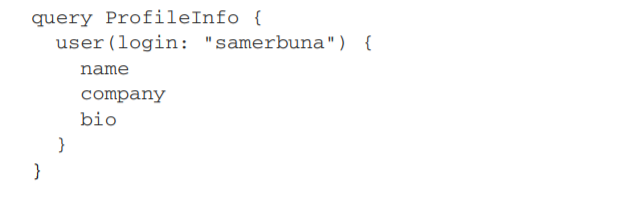 query ProfileInfo {
  user(login: "samerbuna") {
    name
    company
    bio
  }
}